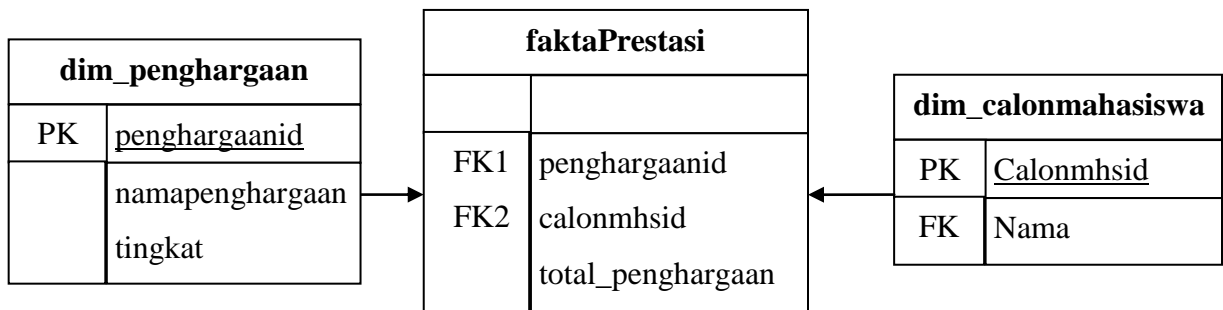 dim_penghargaan
PK penghargaanid
namapenghargaan
tingkat
faktaPrestasi
FK1 penghargaanid
FK2 calonmhsid
total_penghargaan
dim_calonmahasiswa
PK Calonmhsid
FK Nama